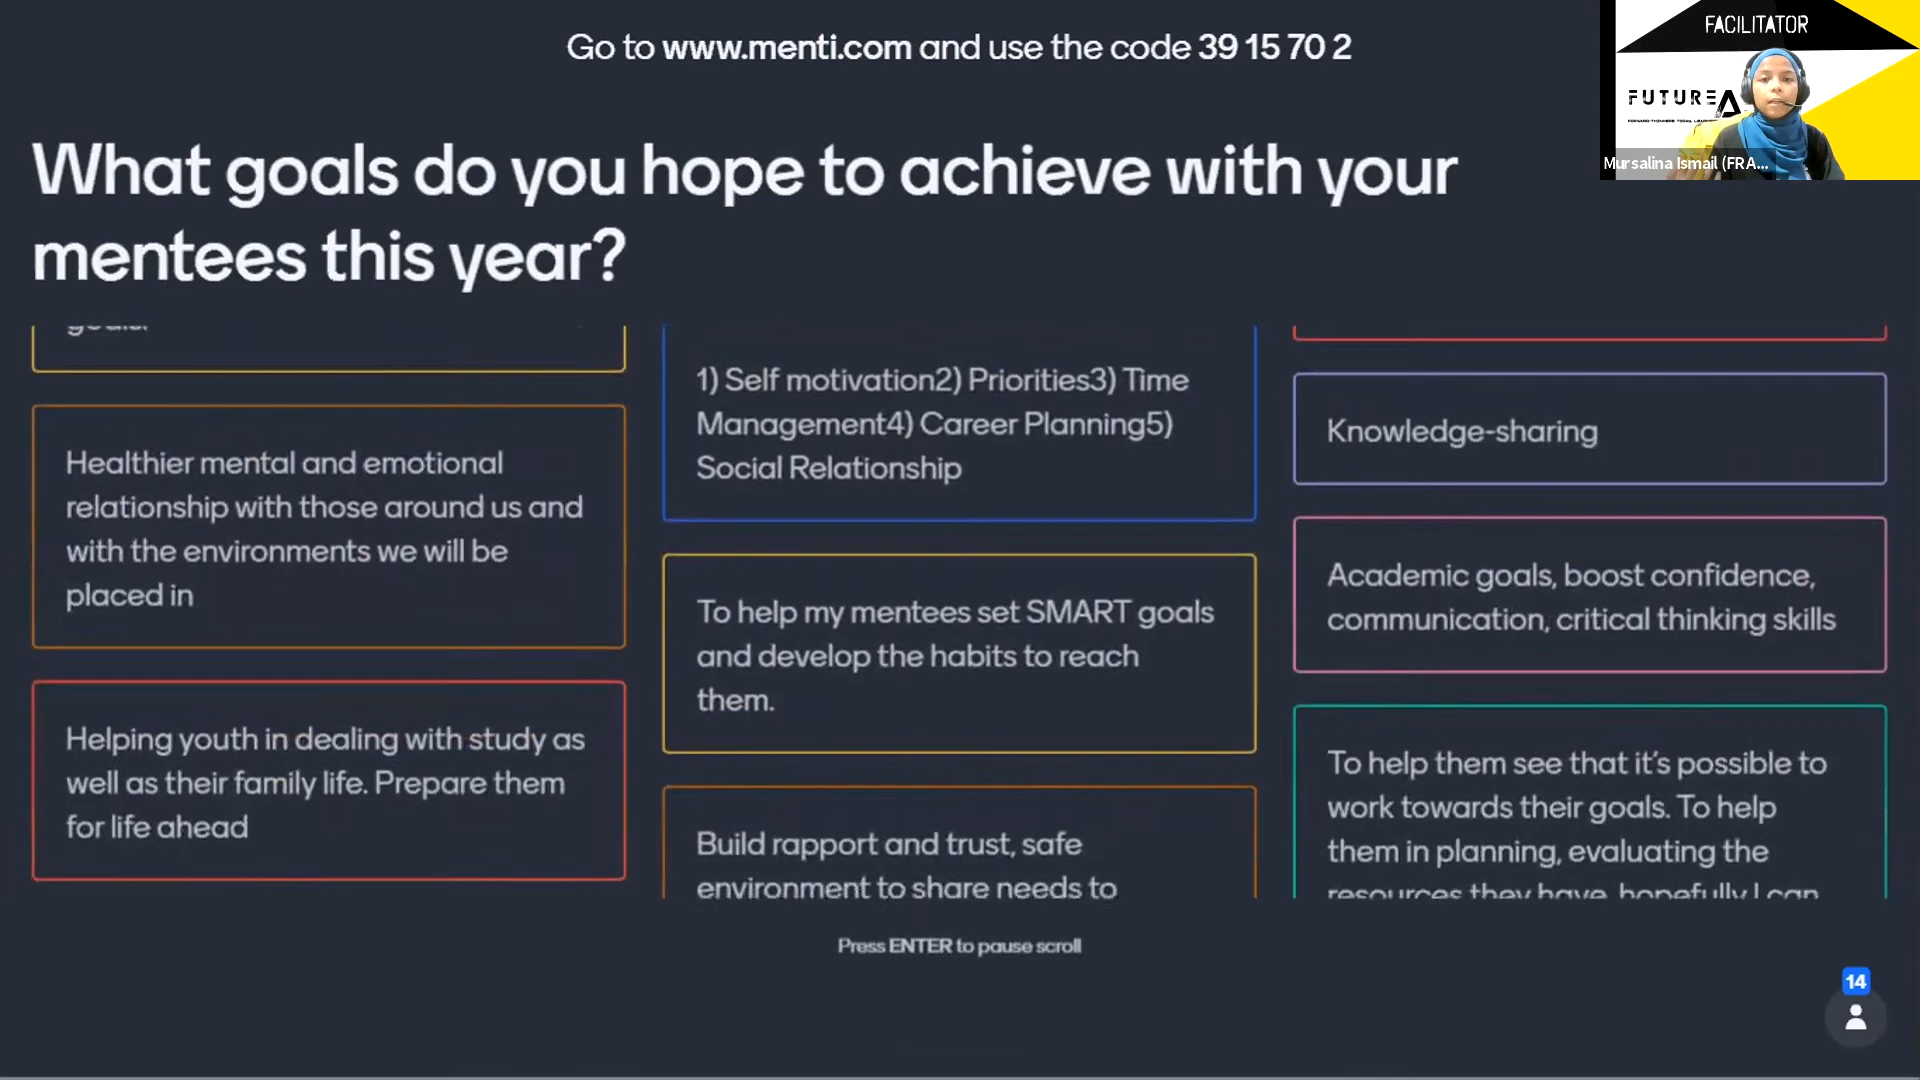 Go to www.menti.com and use the code 39 15 70 2
FACILITATOR
FUTURE
Mursalina Ismail (FRA...
What goals do you hope to achieve with your
mentees this year?
goals.
Healthier mental and emotional
relationship with those around us and
with the environments we will be
placed in
Helping youth in dealing with study as
well as their family life. Prepare them
for life ahead
1) Self motivation2) Priorities3) Time
Management4) Career Planning5)
Social Relationship
To help my mentees set SMART goals
and develop the habits to reach
them.
Build rapport and trust, safe
environment to share needs to
Knowledge-sharing
Academic goals, boost confidence,
communication, critical thinking skills
To help them see that it's possible to
work towards their goals. To help
them in planning, evaluating the
resources they have, hopefully I can
Press ENTER to pause scroll
14